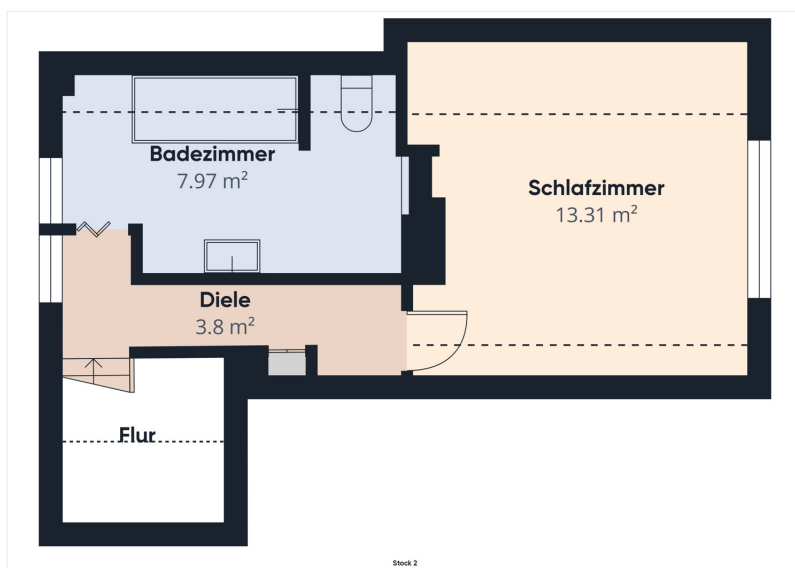 Badezimmer
7.97 m²
Schlafzimmer
13.31 m²
Diele
3.8 m²
Flur
Stock 2